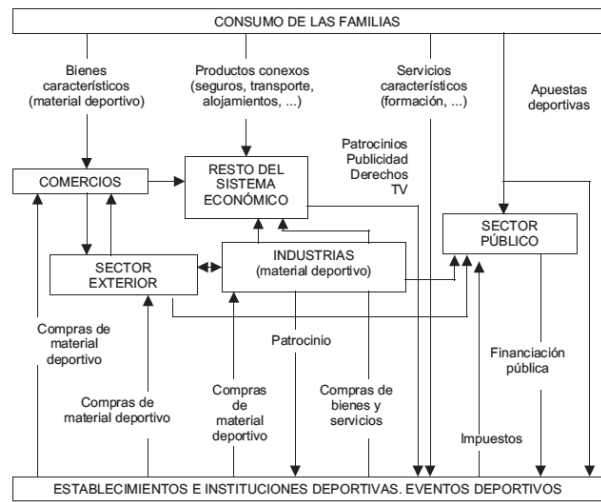 CONSUMO DE LAS FAMILIAS
Bienes
característicos
(material deportivo)
Productos conexos
(seguros, transporte,
alojamientos, ...)
Servicios
característicos
(formación, ...)
Apuestas
deportivas
Patrocinios
Publicidad
Derechos
TV
COMERCIOS
RESTO DEL
SISTEMA
ECONÓMICO
SECTOR
PÚBLICO
SECTOR
EXTERIOR
INDUSTRIAS
(material deportivo)
Compras de
material
deportivo
Compras de
material deportivo
Compras
de
material
deportivo
Patrocinio
Compras de
bienes y
servicios
Impuestos
Financiación
pública
ESTABLECIMIENTOS E INSTITUCIONES DEPORTIVAS. EVENTOS DEPORTIVOS